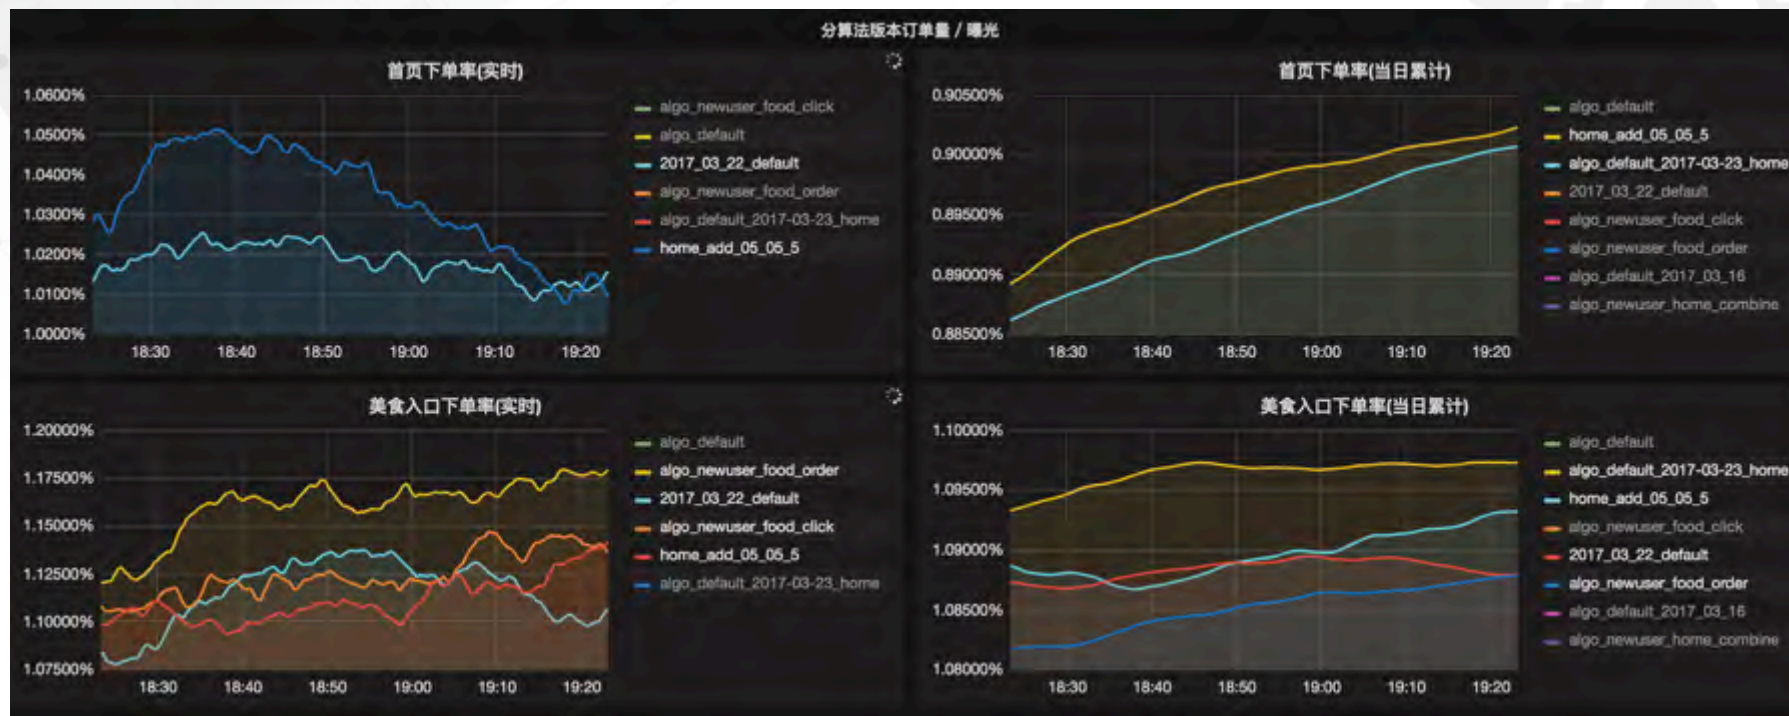 分算法版本订单量 / 曝光
首页下单率(实时)
1.0600%
1.0500%
1.0400%
1.0300%
1.0200%
1.0100%
1.0000%
18:30 18:40 18:50 19:00 19:10 19:20
algo_newuser_food_click
algo_default
2017_03_22_default
algo_newuser_food_order
algo_default_2017-03-23_home
home_add_05_05_5
首页下单率(当日累计)
0.90500%
0.90000%
0.89500%
0.89000%
0.88500%
18:30 18:40 18:50 19:00 19:10 19:20
algo_default
home_add_05_05_5
algo_default_2017-03-23_home
2017_03_22_default
algo_newuser_food_click
algo_newuser_food_order
algo_default_2017_03_16
algo_newuser_home_combine
美食入口下单率(实时)
1.20000%
1.17500%
1.15000%
1.12500%
1.10000%
1.07500%
18:30 18:40 18:50 19:00 19:10 19:20
algo_default
algo_newuser_food_order
2017_03_22_default
algo_newuser_food_click
home_add_05_05_5
algo_default_2017-03-23_home
美食入口下单率(当日累计)
1.10000%
1.09500%
1.09000%
1.08500%
1.08000%
18:30 18:40 18:50 19:00 19:10 19:20
algo_default
algo_default_2017-03-23_home
home_add_05_05_5
algo_newuser_food_click
2017_03_22_default
algo_newuser_food_order
algo_default_2017_03_16
algo_newuser_home_combine